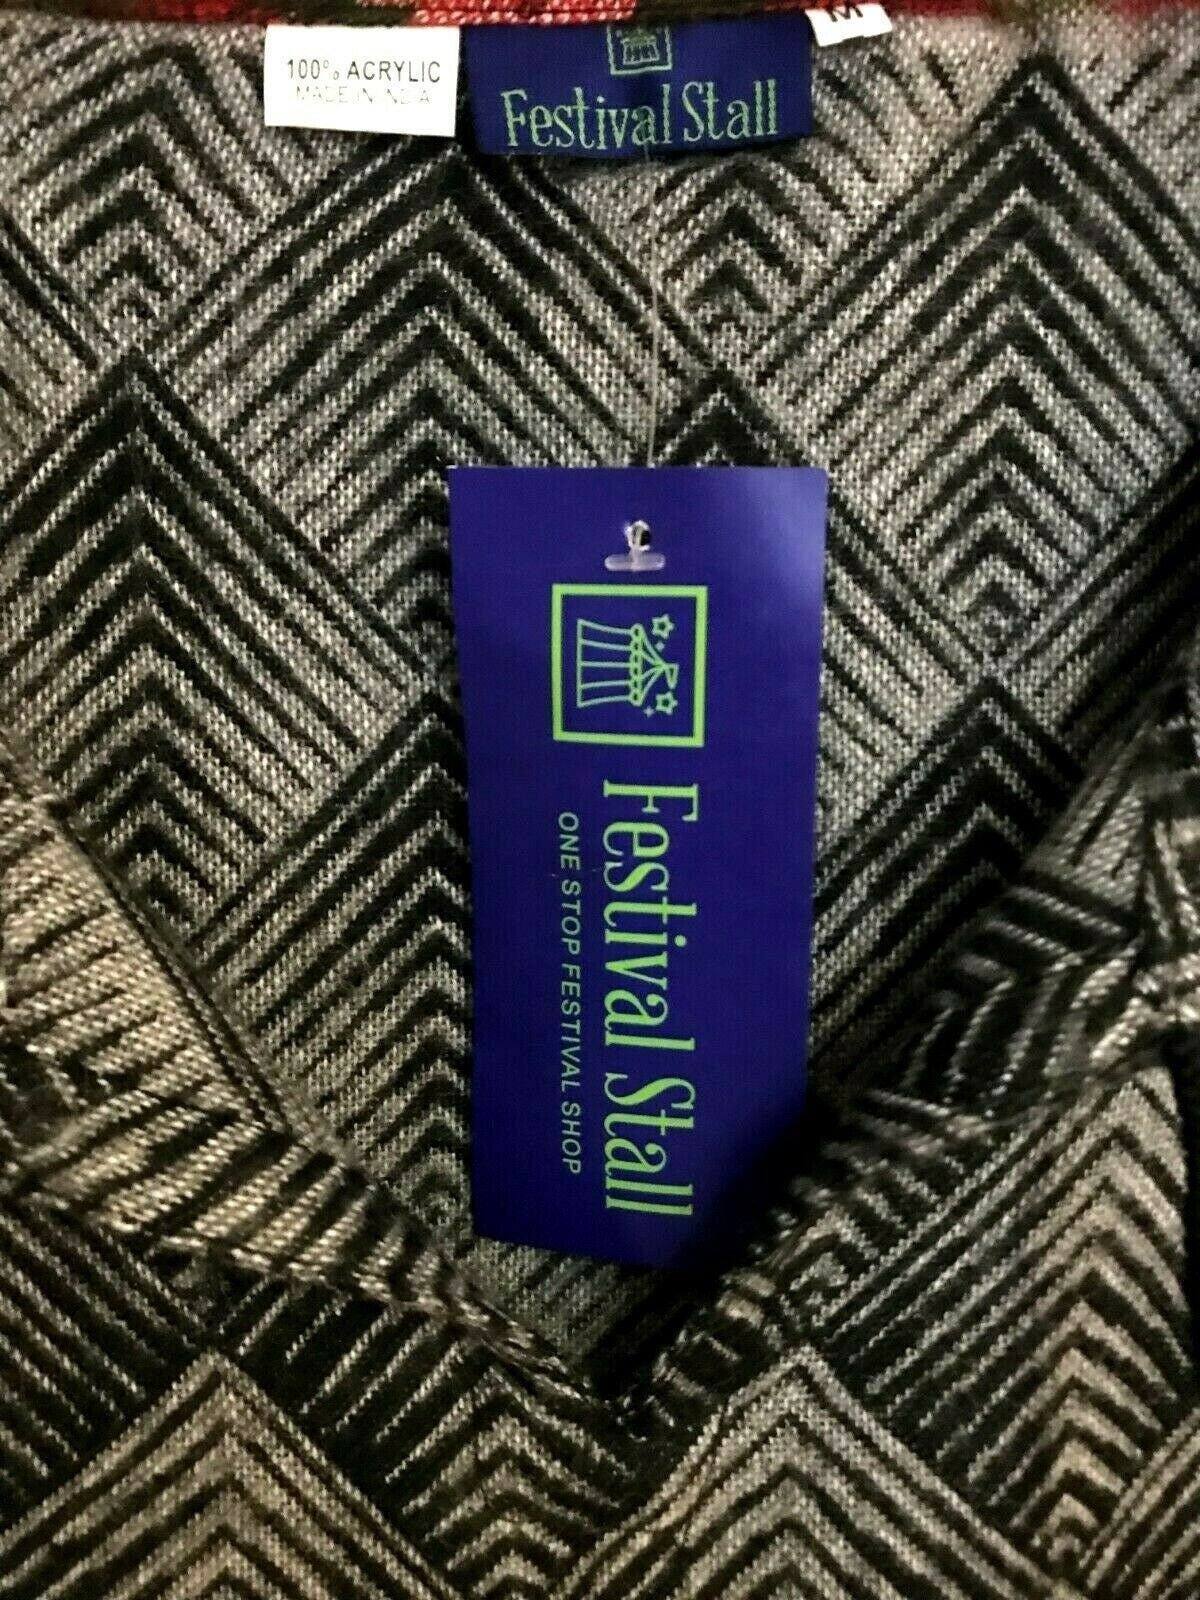 100% ACRYLIC
MADE IN INDIA
Festival Stall
M
Festival Stall
ONE STOP FESTIVAL SHOP